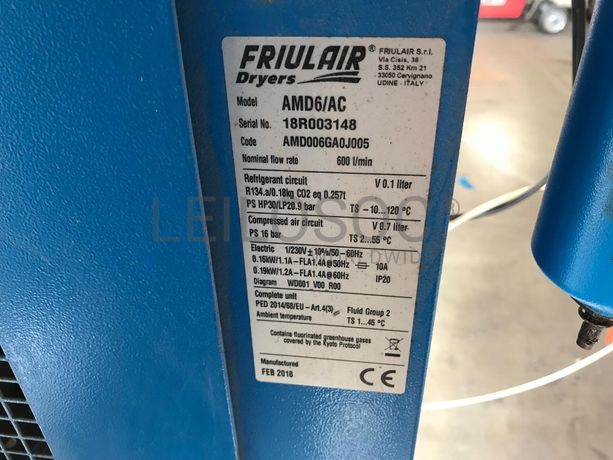 FRIULAIR®
Dryers
FRIULAIR S.r.l.
Via Cisis, 36
S.S. 352 Km 21
33050 Cervignano
UDINE - ITALY
Model AMD6/AC
Serial No. 18R003148
Code AMD006GA0J005
Nominal flow rate 600 l/min
Refrigerant circuit V 0.1 liter
R134.a/0.18kg CO2 eq 0.257t
PS HP30/LP20.9 bar TS –10...120 °C
Compressed air circuit V 0.7 liter
PS 16 bar TS 2...55 °C
Electric 1/230V ± 10%/50–60Hz
0.16kW/1.1A–FLA1.4A@50Hz 10A
0.19kW/1.2A–FLA1.4A@60Hz IP20
Diagram WD001 V00 R00
Complete unit
PED 2014/68/EU–Art.4(3) Fluid Group 2
Ambient temperature TS 1...45 °C
Contains fluorinated greenhouse gases
covered by the Kyoto Protocol
Manufactured
FEB 2018
CE